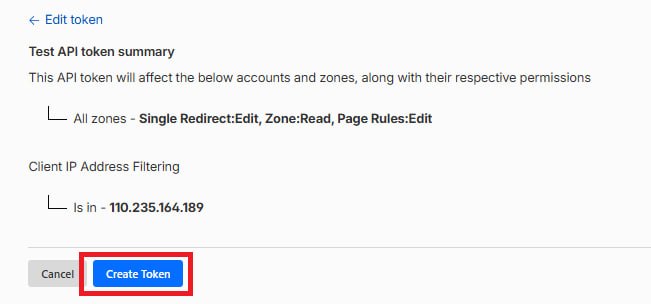 ← Edit token
Test API token summary
This API token will affect the below accounts and zones, along with their respective permissions
All zones - Single Redirect:Edit, Zone:Read, Page Rules:Edit
Client IP Address Filtering
Is in - 110.235.164.189
Cancel Create Token